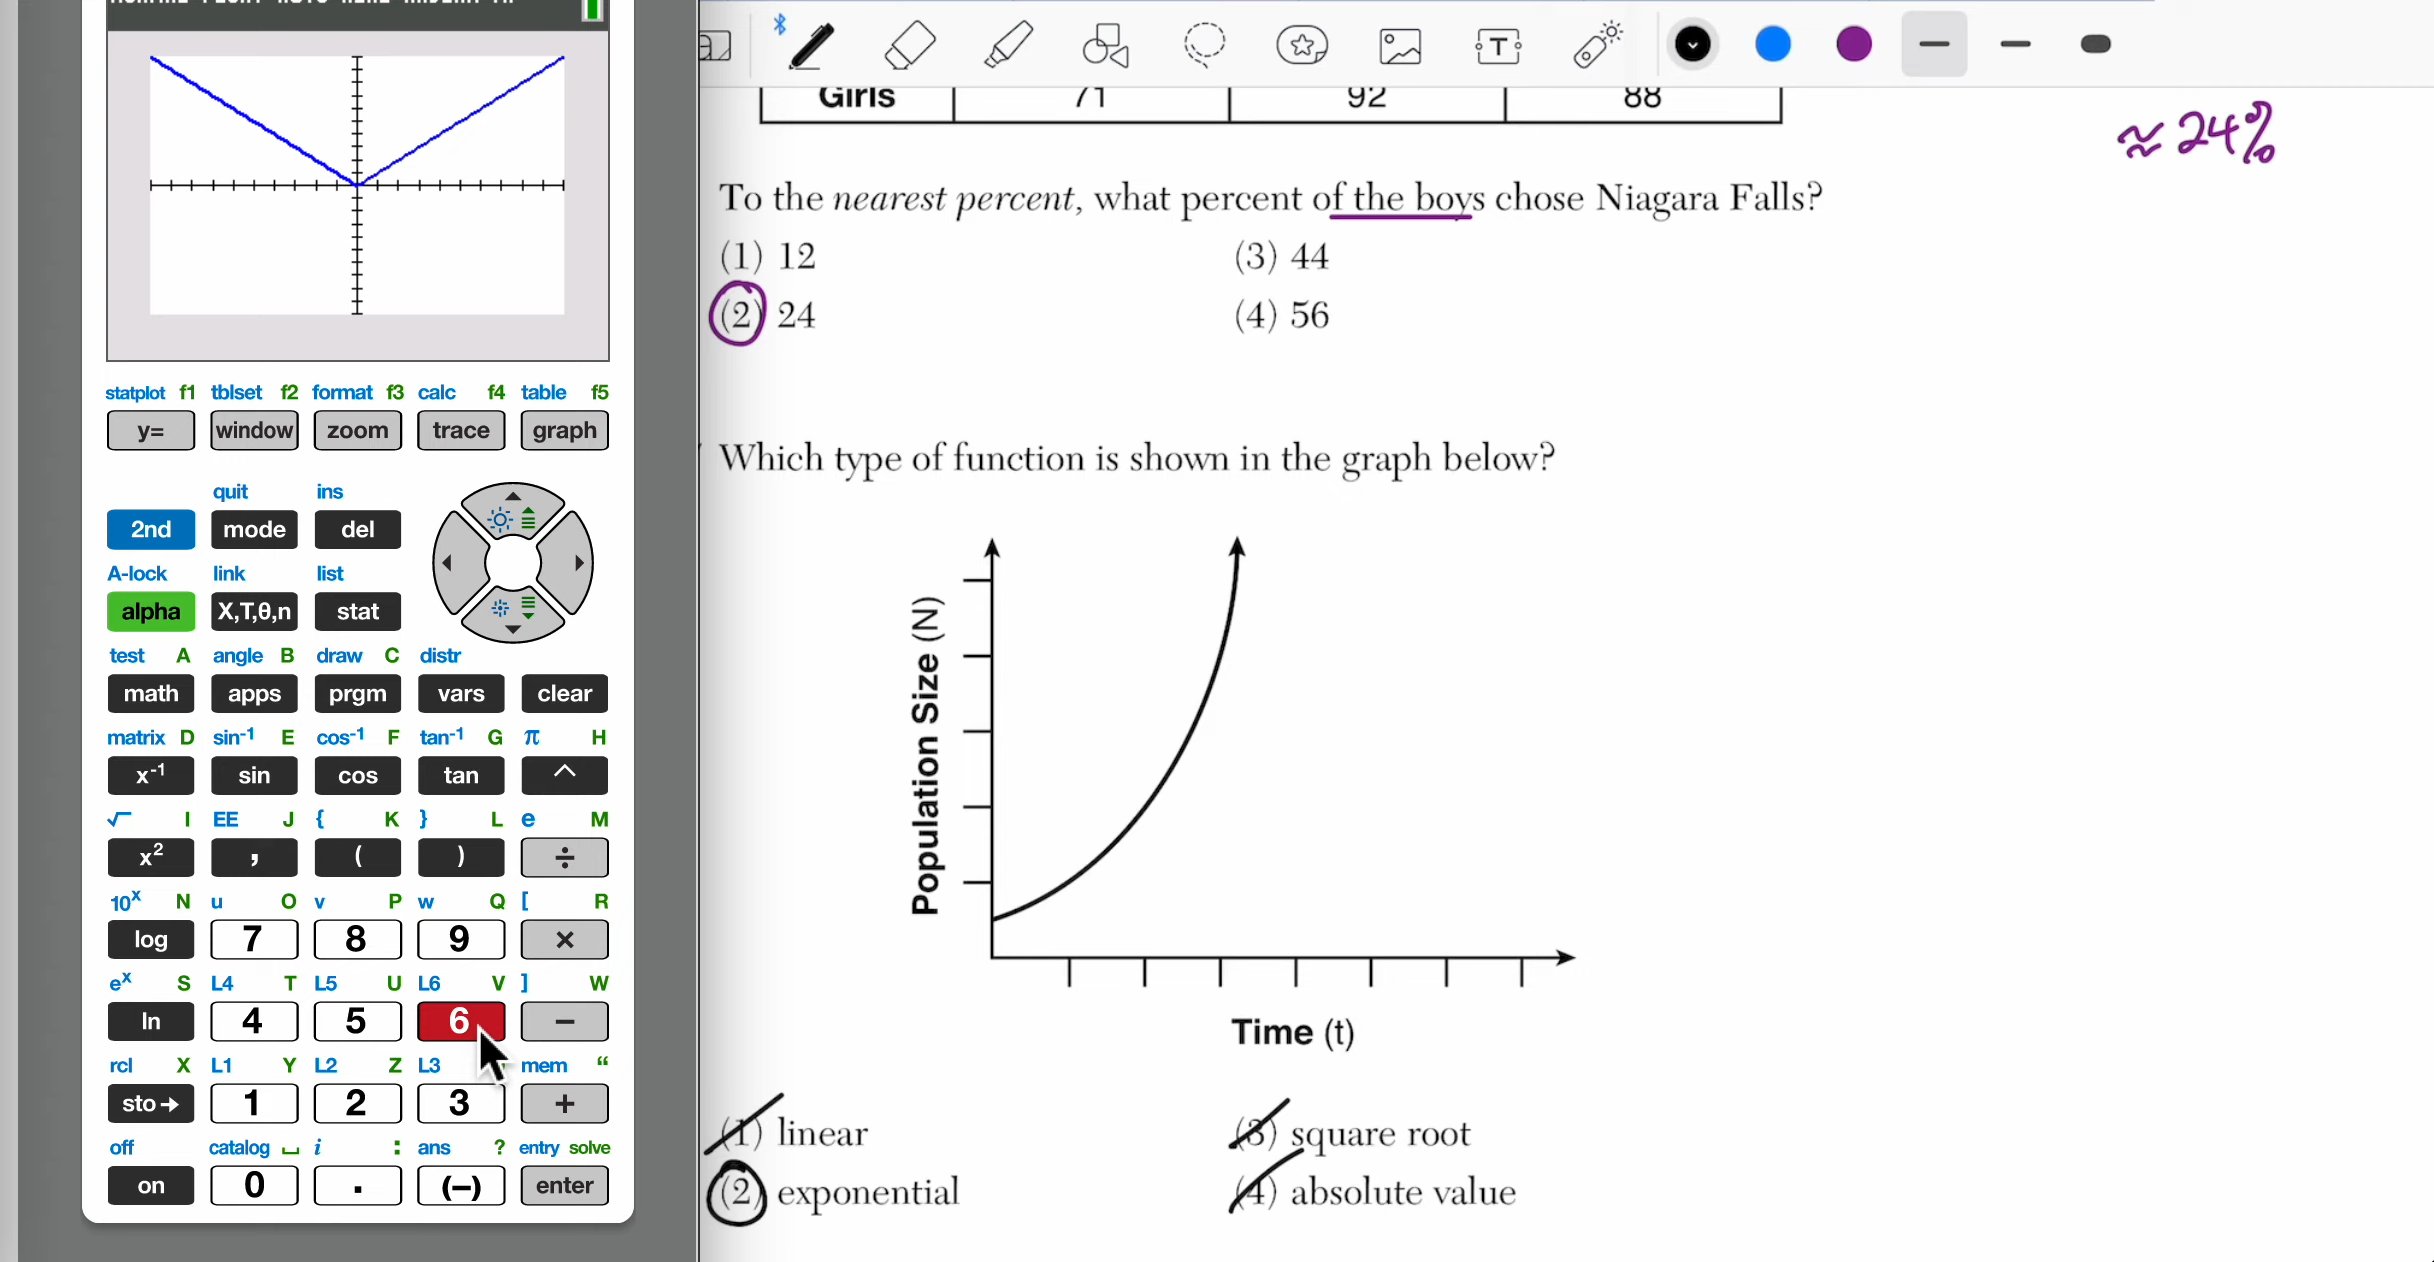 Girls 71 92 88
≈ 24%
To the nearest percent, what percent of the boys chose Niagara Falls?
(1) 12 (3) 44
(2) 24 (4) 56
Which type of function is shown in the graph below?
Population Size (N)
Time (t)
(1) linear (3) square root
(2) exponential (4) absolute value
statplot f1 tblset f2 format f3 calc f4 table f5
y= window zoom trace graph
quit ins
2nd mode del
A-lock link list
alpha X,T,θ,n stat
test A angle B draw C distr
math apps prgm vars clear
matrix D sin⁻¹ E cos⁻¹ F tan⁻¹ G π H
x⁻¹ sin cos tan ^
√ I EE J { K } L e M
x² , ( ) ÷
10ˣ N u O v P w Q [ R
log 7 8 9 ×
eˣ S L4 T L5 U L6 V ] W
ln 4 5 6 −
rcl X L1 Y L2 Z L3 mem “
sto→ 1 2 3 +
off catalog ⎵ i : ans ? entry solve
on 0 . (−) enter
T